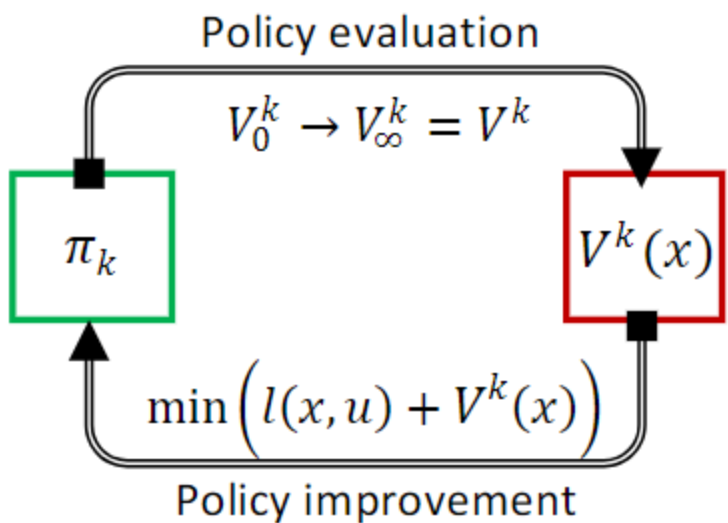 Policy evaluation
V_0^k → V_∞^k = V^k
π_k
V^k(x)
min(l(x, u) + V^k(x))
Policy improvement